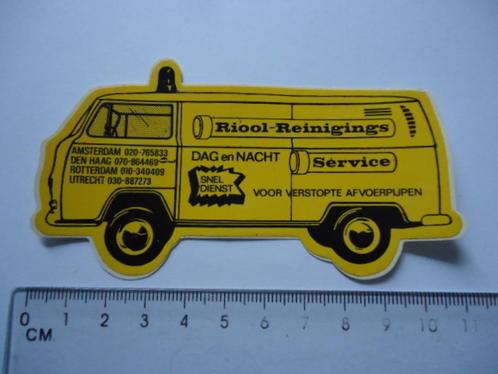 Riool-Reinigings
Service
AMSTERDAM 020-765833
DEN HAAG 070-864469
ROTTERDAM 010-340409
UTRECHT 030-887273
DAG en NACHT
SNEL
DIENST
VOOR VERSTOPTE AFVOERPIJPEN
0 1 2 3 4 5 6 7 8 9 10 11
CM